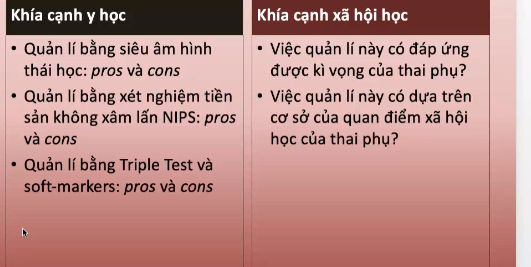 Khía cạnh y học
• Quản lí bằng siêu âm hình
thái học: pros và cons
• Quản lí bằng xét nghiệm tiền
sản không xâm lấn NIPS: pros
và cons
• Quản lí bằng Triple Test và
soft-markers: pros và cons
Khía cạnh xã hội học
• Việc quản lí này có đáp ứng
được kì vọng của thai phụ?
• Việc quản lí này có dựa trên
cơ sở của quan điểm xã hội
học của thai phụ?